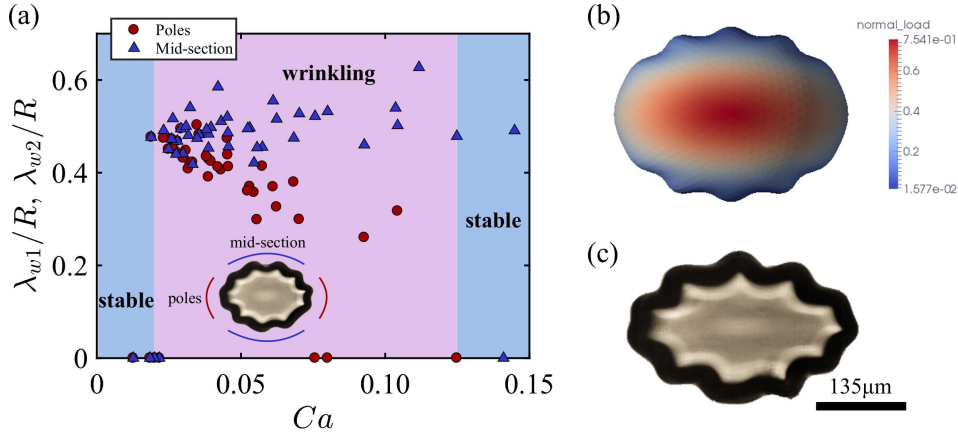 (a)
Poles
Mid-section
wrinkling
stable
stable
mid-section
poles
0.6
0.4
0.2
0
0
0.05
0.10
0.15
λw1/R, λw2/R
Ca
(b)
normal_load
7.541e-01
0.6
0.4
0.2
1.577e-02
(c)
135μm